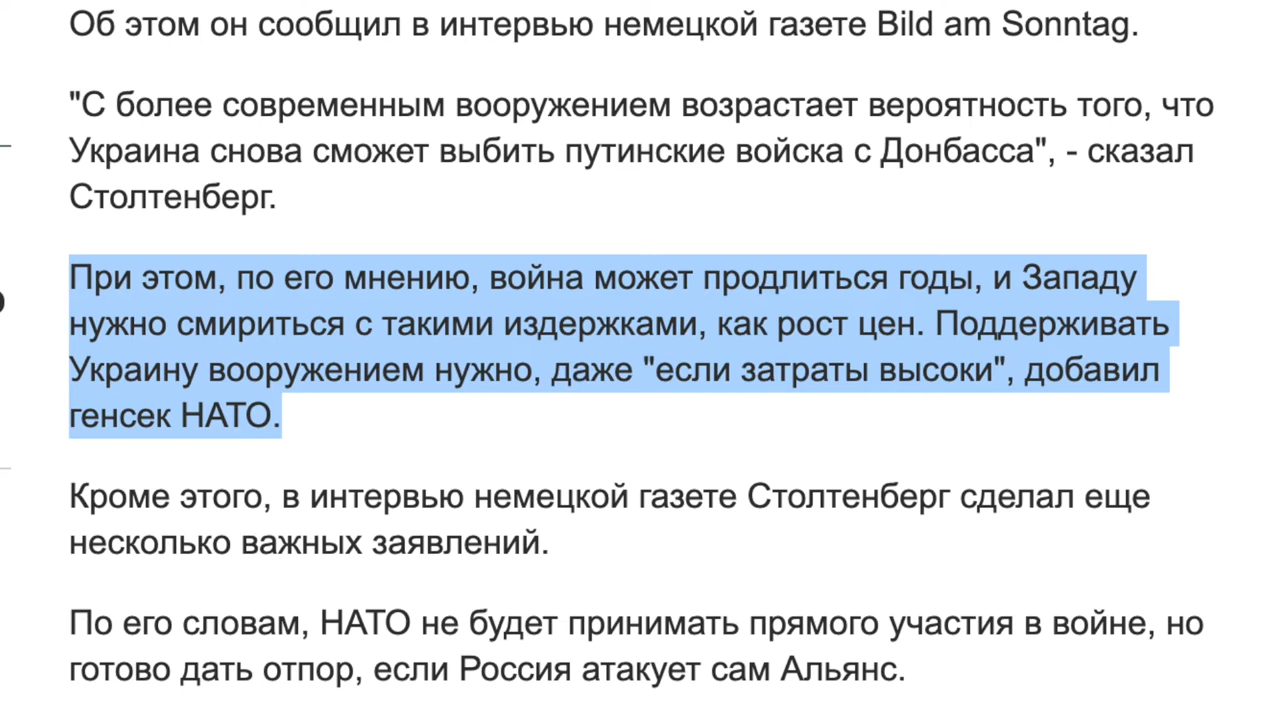 Об этом он сообщил в интервью немецкой газете Bild am Sonntag.
"С более современным вооружением возрастает вероятность того, что
Украина снова сможет выбить путинские войска с Донбасса", - сказал
Столтенберг.
При этом, по его мнению, война может продлиться годы, и Западу
нужно смириться с такими издержками, как рост цен. Поддерживать
Украину вооружением нужно, даже "если затраты высоки", добавил
генсек НАТО.
Кроме этого, в интервью немецкой газете Столтенберг сделал еще
несколько важных заявлений.
По его словам, НАТО не будет принимать прямого участия в войне, но
готово дать отпор, если Россия атакует сам Альянс.